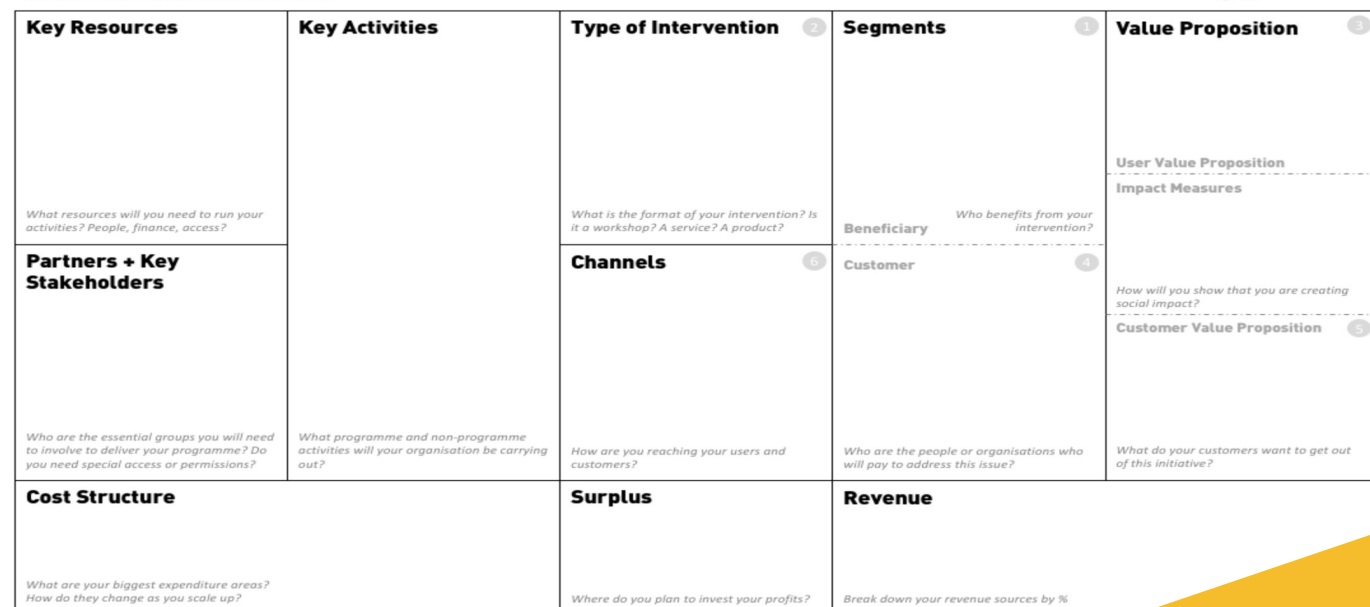 Key Resources
What resources will you need to run your
activities? People, finance, access?
Partners + Key
Stakeholders
Who are the essential groups you will need
to involve to deliver your programme? Do
you need special access or permissions?
Key Activities
What programme and non-programme
activities will your organisation be carrying
out?
Type of Intervention 2
What is the format of your intervention? Is
it a workshop? A service? A product?
Channels 6
How are you reaching your users and
customers?
Segments 1
Who benefits from your
intervention?
Beneficiary
Customer 4
Who are the people or organisations who
will pay to address this issue?
Value Proposition 3
User Value Proposition
Impact Measures
How will you show that you are creating
social impact?
Customer Value Proposition 5
What do your customers want to get out
of this initiative?
Cost Structure
What are your biggest expenditure areas?
How do they change as you scale up?
Surplus
Where do you plan to invest your profits?
Revenue
Break down your revenue sources by %